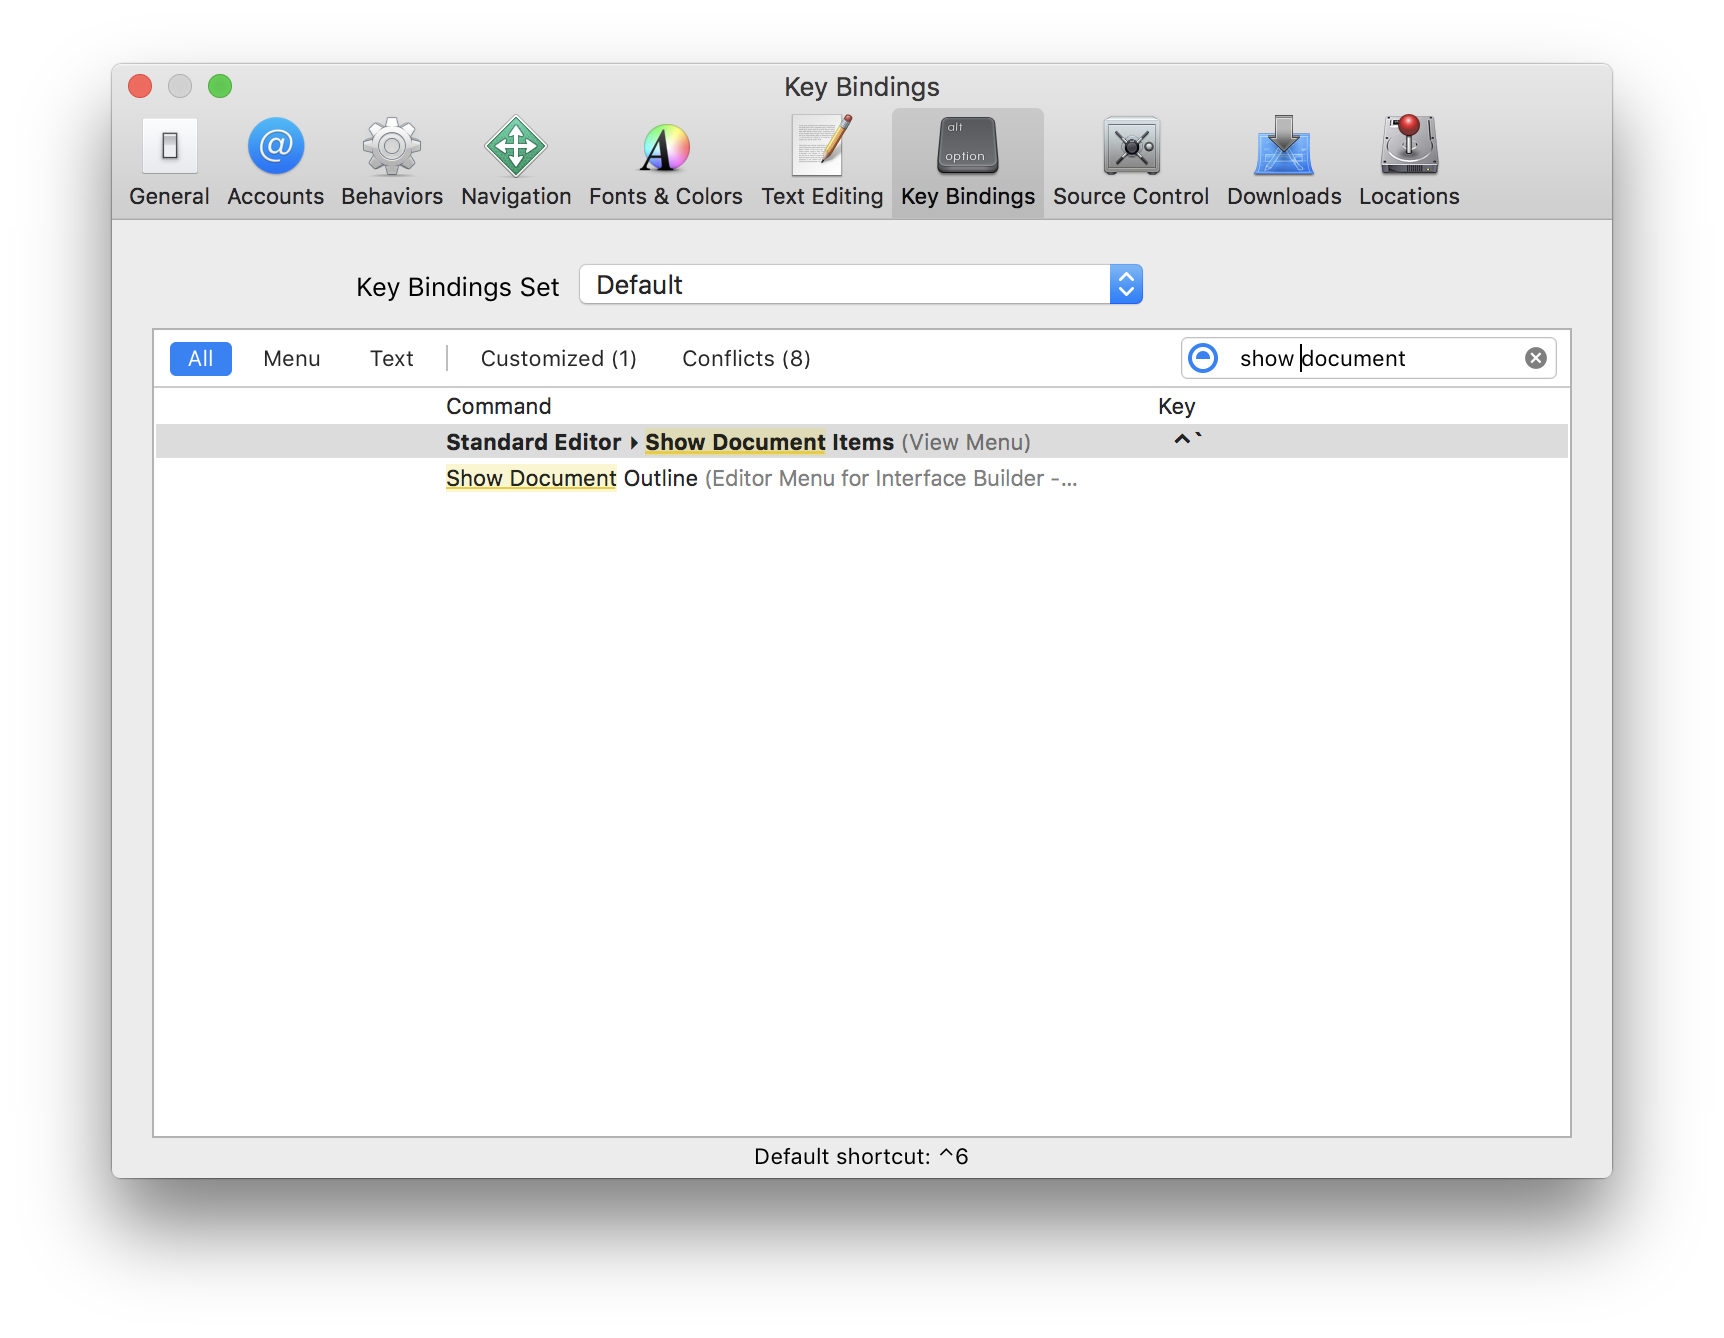 Key Bindings
@
A
alt
option
General Accounts Behaviors Navigation Fonts & Colors Text Editing Key Bindings Source Control Downloads Locations
Key Bindings Set Default
All Menu Text Customized (1) Conflicts (8) show document
Command Key
Standard Editor ▸ Show Document Items (View Menu) ^`
Show Document Outline (Editor Menu for Interface Builder -...
Default shortcut: ^6